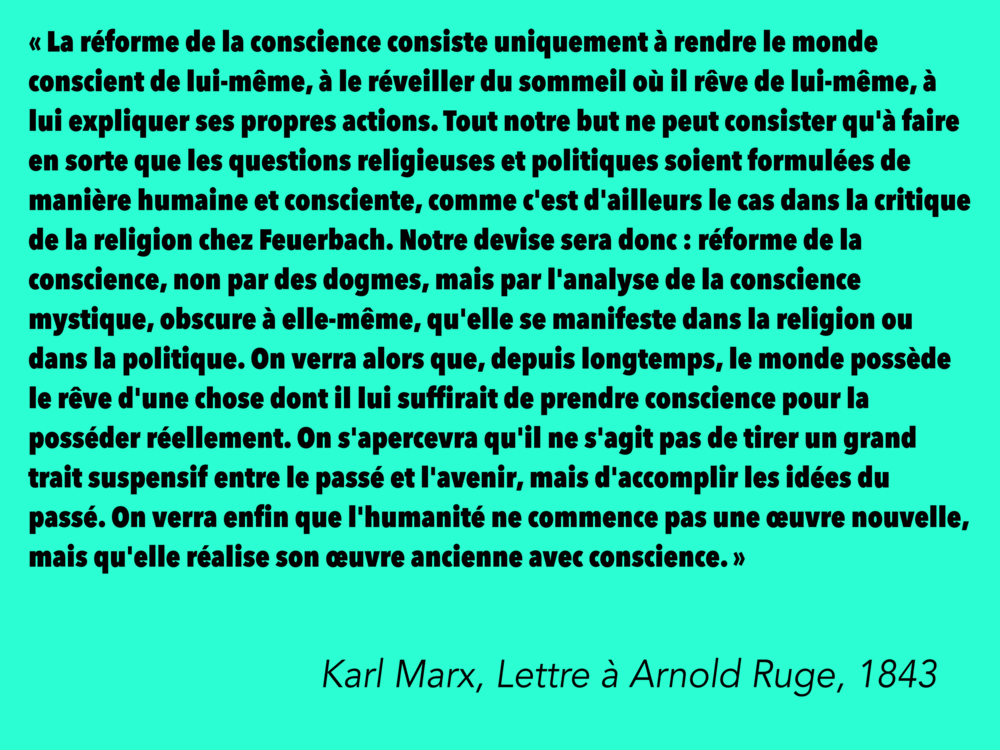 « La réforme de la conscience consiste uniquement à rendre le monde
conscient de lui-même, à le réveiller du sommeil où il rêve de lui-même, à
lui expliquer ses propres actions. Tout notre but ne peut consister qu'à faire
en sorte que les questions religieuses et politiques soient formulées de
manière humaine et consciente, comme c'est d'ailleurs le cas dans la critique
de la religion chez Feuerbach. Notre devise sera donc : réforme de la
conscience, non par des dogmes, mais par l'analyse de la conscience
mystique, obscure à elle-même, qu'elle se manifeste dans la religion ou
dans la politique. On verra alors que, depuis longtemps, le monde possède
le rêve d'une chose dont il lui suffirait de prendre conscience pour la
posséder réellement. On s'apercevra qu'il ne s'agit pas de tirer un grand
trait suspensif entre le passé et l'avenir, mais d'accomplir les idées du
passé. On verra enfin que l'humanité ne commence pas une œuvre nouvelle,
mais qu'elle réalise son œuvre ancienne avec conscience. »
Karl Marx, Lettre à Arnold Ruge, 1843